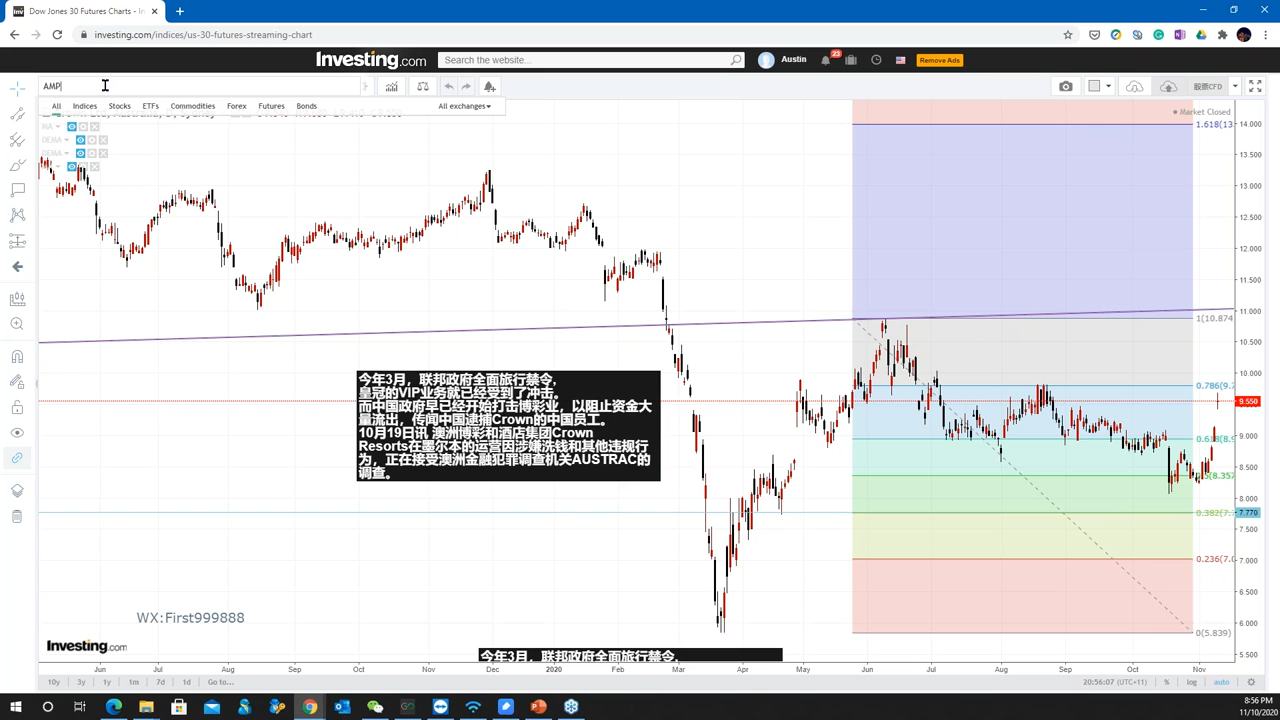 Dow Jones 30 Futures Charts - In
investing.com/indices/us-30-futures-streaming-chart
Investing.com
Search the website...
Austin
23
Remove Ads
AMP
股票CFD
All Indices Stocks ETFs Commodities Forex Futures Bonds All exchanges
Market Closed
MA
DEMA
DEMA
1.618(13
1(10.874
0.786(9.
0.5(8.357
0.382(7.
0.236(7.0
0(5.839)
14.000
13.500
13.000
12.500
12.000
11.500
11.000
10.500
10.000
9.550
9.000
8.500
8.000
7.770
7.500
7.000
6.500
6.000
5.500
今年3月，联邦政府全面旅行禁令，
皇冠的VIP业务就已经受到了冲击。
而中国政府早已经开始打击博彩业，以阻止资金大
量流出，传闻中国逮捕Crown的中国员工。
10月19日讯 澳洲博彩和酒店集团Crown
Resorts在墨尔本的运营因涉嫌洗钱和其他违规行
为，正在接受澳洲金融犯罪调查机关AUSTRAC的
调查。
WX:First999888
Investing.com
今年3月，联邦政府全面旅行禁令，
Jun Jul Aug Sep Oct Nov Dec 2020 Feb Mar Apr May Jun Jul Aug Sep Oct Nov
10y 3y 1y 1m 7d 1d Go to...
20:56:07 (UTC+11) % log auto
8:56 PM
11/10/2020